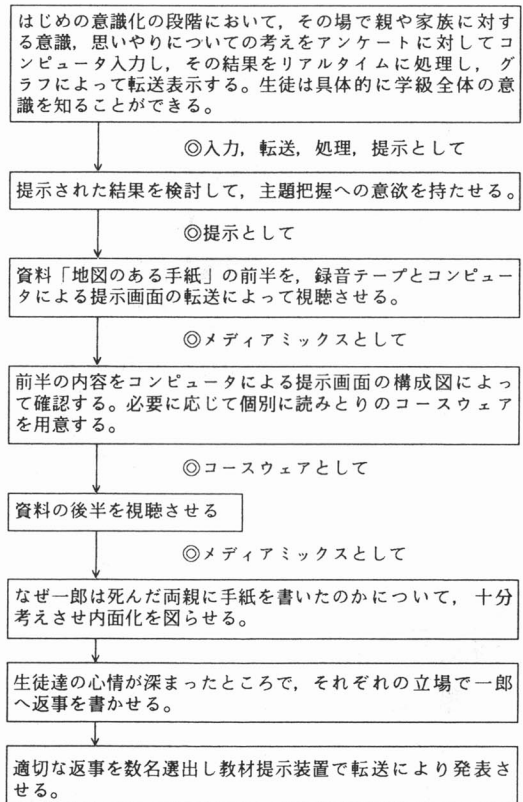 はじめの意識化の段階において，その場で親や家族に対す
る意識，思いやりについての考えをアンケートに対してコ
ンピュータ入力し，その結果をリアルタイムに処理し，グ
ラフによって転送表示する。生徒は具体的に学級全体の意
識を知ることができる。
◎入力，転送，処理，提示として
提示された結果を検討して，主題把握への意欲を持たせる。
◎提示として
資料「地図のある手紙」の前半を，録音テープとコンピュー
タによる提示画面の転送によって視聴させる。
◎メディアミックスとして
前半の内容をコンピュータによる提示画面の構成図によっ
て確認する。必要に応じて個別に読みとりのコースウェア
を用意する。
◎コースウェアとして
資料の後半を視聴させる
◎メディアミックスとして
なぜ一郎は死んだ両親に手紙を書いたのかについて，十分
考えさせ内面化を図らせる。
生徒達の心情が深まったところで，それぞれの立場で一郎
へ返事を書かせる。
適切な返事を数名選出し教材提示装置で転送により発表さ
せる。